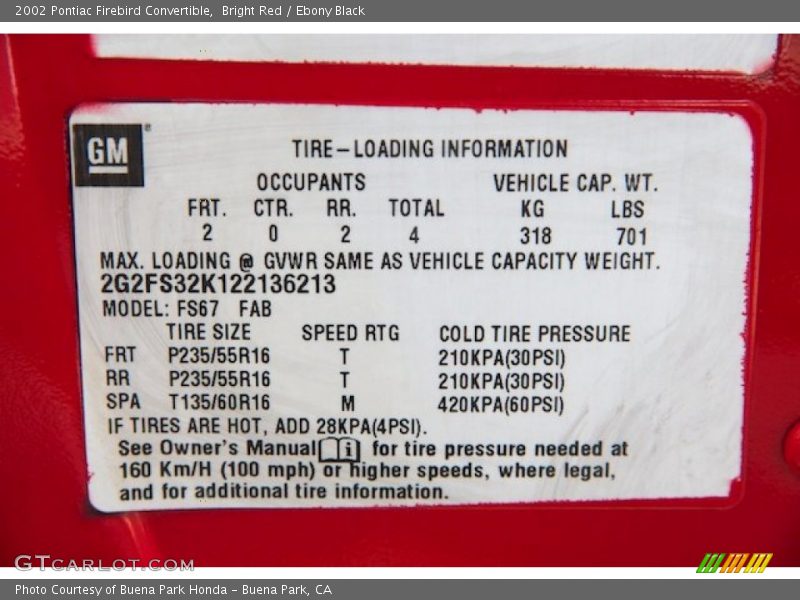 2002 Pontiac Firebird Convertible,  Bright Red / Ebony Black
GM®
TIRE-LOADING INFORMATION
OCCUPANTS VEHICLE CAP. WT.
FRT. CTR. RR. TOTAL KG LBS
2 0 2 4 318 701
MAX. LOADING @ GVWR SAME AS VEHICLE CAPACITY WEIGHT.
2G2FS32K122136213
MODEL: FS67 FAB
TIRE SIZE SPEED RTG COLD TIRE PRESSURE
FRT P235/55R16 T 210KPA(30PSI)
RR P235/55R16 T 210KPA(30PSI)
SPA T135/60R16 M 420KPA(60PSI)
IF TIRES ARE HOT, ADD 28KPA(4PSI).
See Owner's Manual i for tire pressure needed at
160 Km/H (100 mph) or higher speeds, where legal,
and for additional tire information.
GTCARLOT.COM
Photo Courtesy of Buena Park Honda - Buena Park, CA